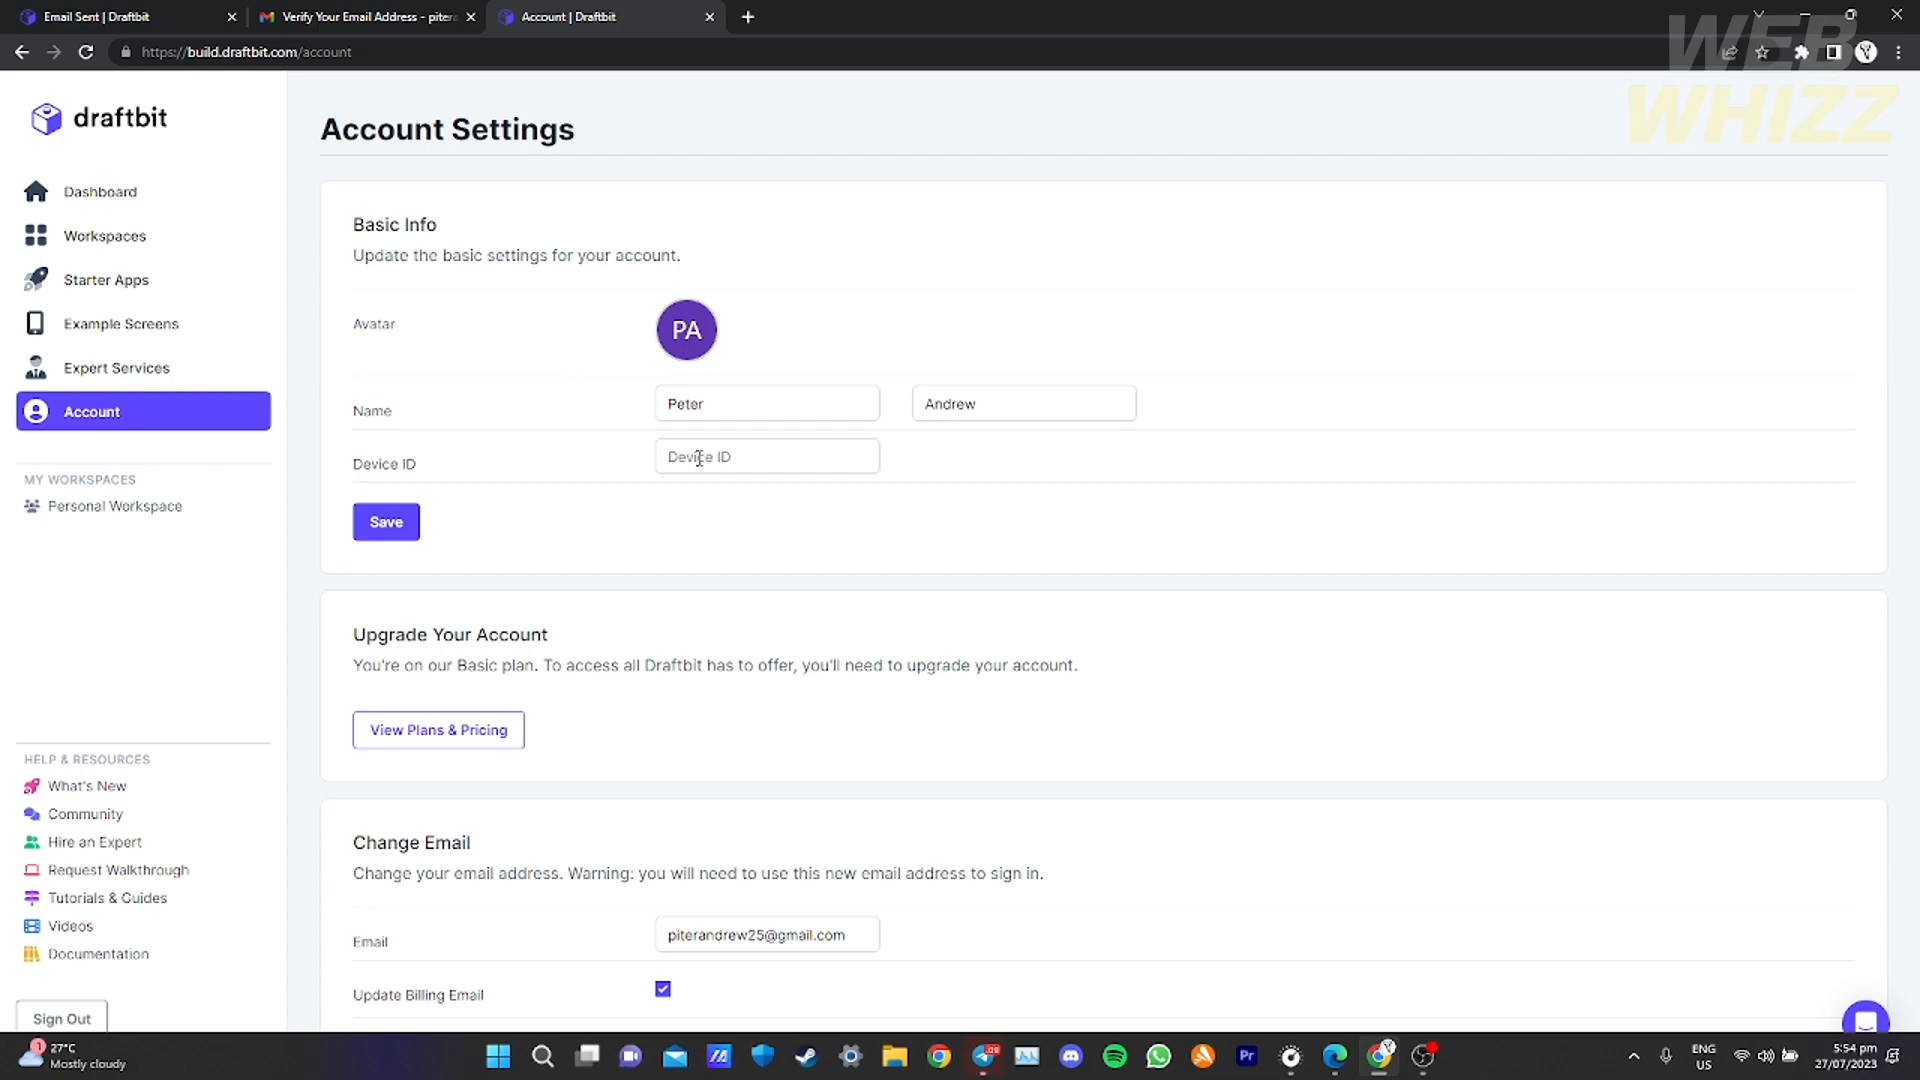 Email Sent | Draftbit
Verify Your Email Address - piter
Account | Draftbit
https://build.draftbit.com/account
WEB
WHIZZ
draftbit
Dashboard
Workspaces
Starter Apps
Example Screens
Expert Services
Account
MY WORKSPACES
Personal Workspace
HELP & RESOURCES
What's New
Community
Hire an Expert
Request Walkthrough
Tutorials & Guides
Videos
Documentation
Sign Out
Account Settings
Basic Info
Update the basic settings for your account.
Avatar
PA
Name
Peter
Andrew
Device ID
Device ID
Save
Upgrade Your Account
You're on our Basic plan. To access all Draftbit has to offer, you'll need to upgrade your account.
View Plans & Pricing
Change Email
Change your email address. Warning: you will need to use this new email address to sign in.
Email
piterandrew25@gmail.com
Update Billing Email
1
27°C
Mostly cloudy
Pr
ENG
US
5:54 pm
27/07/2023